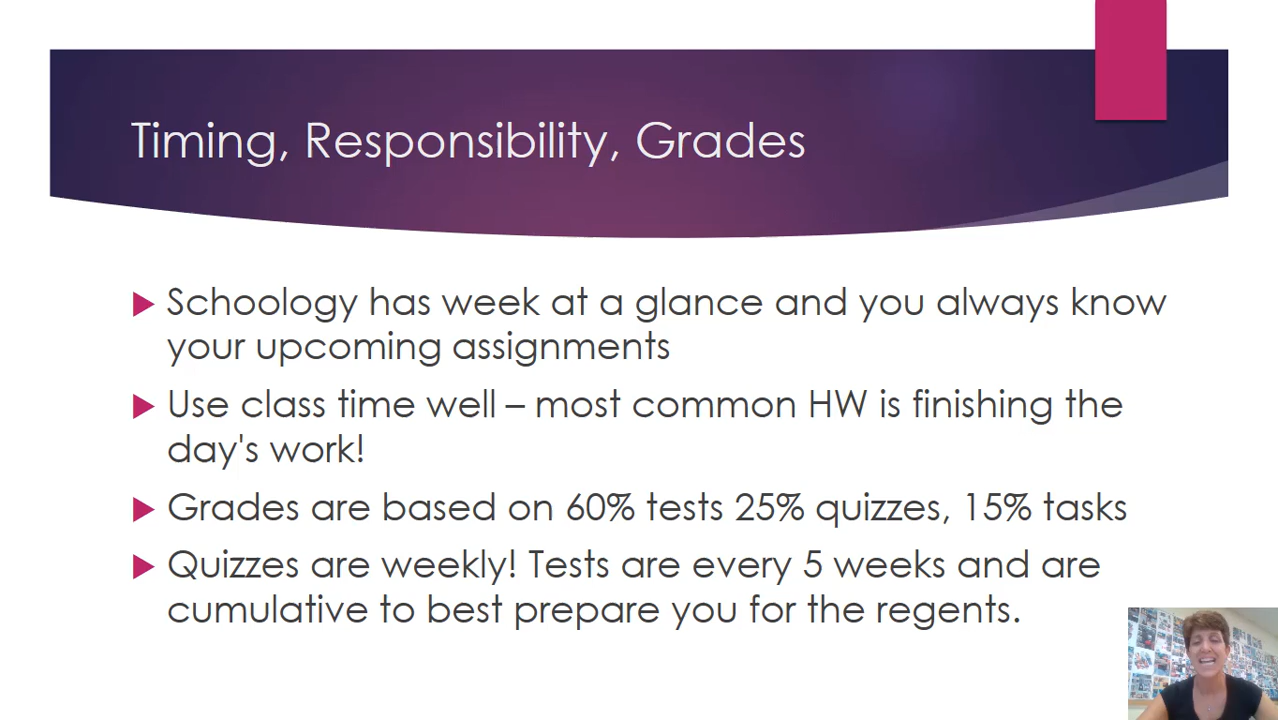 Timing, Responsibility, Grades
Schoology has week at a glance and you always know
your upcoming assignments
Use class time well – most common HW is finishing the
day's work!
Grades are based on 60% tests 25% quizzes, 15% tasks
Quizzes are weekly! Tests are every 5 weeks and are
cumulative to best prepare you for the regents.